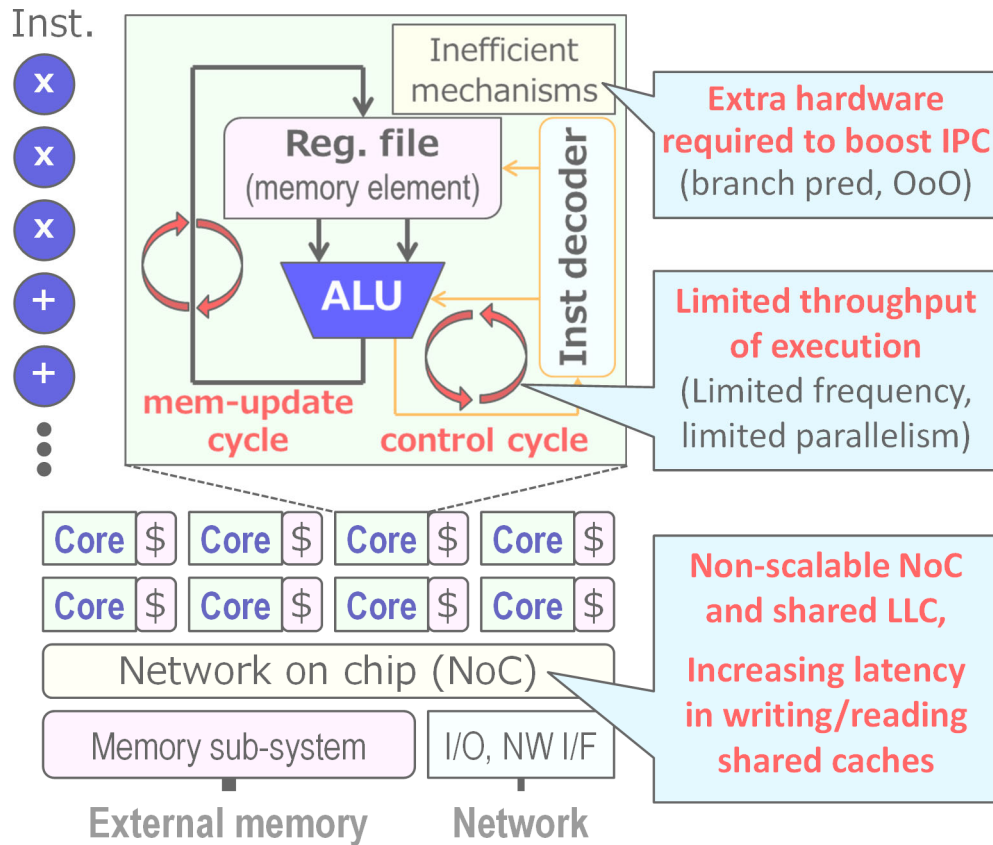 Inst.
x
x
x
+
+
Inefficient
mechanisms
Reg. file
(memory element)
ALU
Inst decoder
mem-update
cycle
control cycle
Extra hardware
required to boost IPC
(branch pred, OoO)
Limited throughput
of execution
(Limited frequency,
limited parallelism)
Core $ Core $ Core $ Core $
Core $ Core $ Core $ Core $
Network on chip (NoC)
Memory sub-system
I/O, NW I/F
External memory
Network
Non-scalable NoC
and shared LLC,
Increasing latency
in writing/reading
shared caches